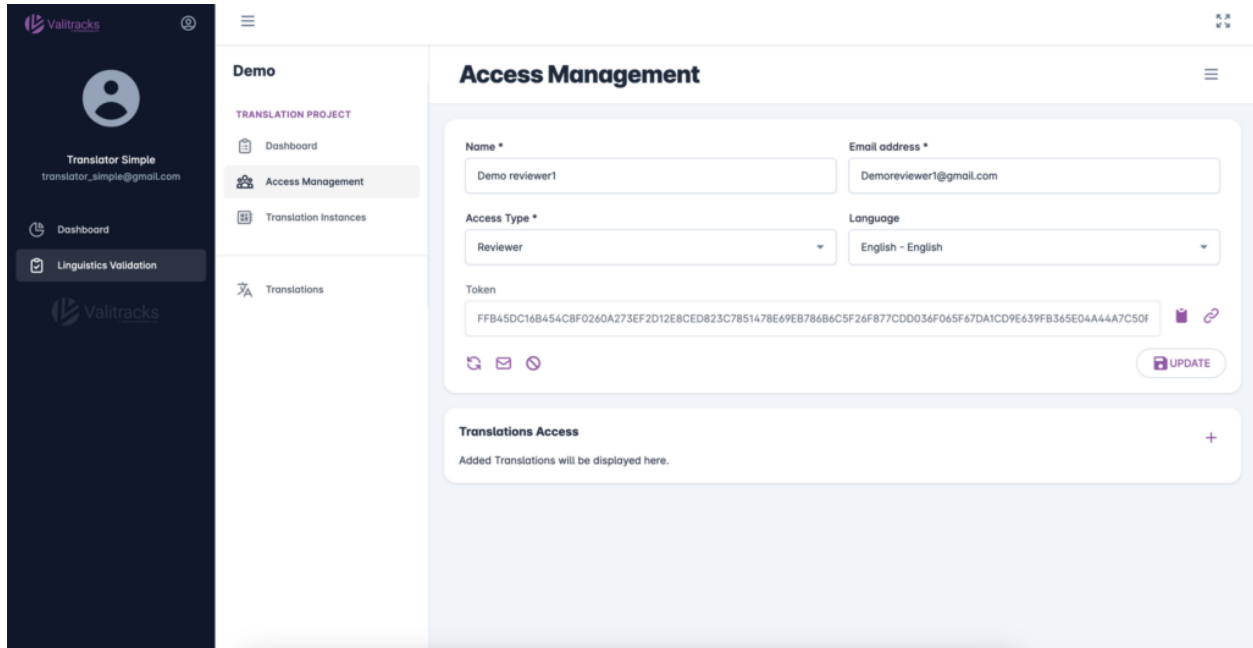 Valitracks
Translator Simple
translator_simple@gmail.com
Dashboard
Linguistics Validation
Valitracks
Demo
TRANSLATION PROJECT
Dashboard
Access Management
Translation Instances
Translations
Access Management
Name *
Demo reviewer1
Email address *
Demoreviewer1@gmail.com
Access Type *
Reviewer
Language
English - English
Token
FFB45DC16B454C8F0260A273EF2D12E8CED823C7851478E69EB786B6C5F26F877CDD036F065F67DA1CD9E639FB365E04A44A7C50F
UPDATE
Translations Access
Added Translations will be displayed here.